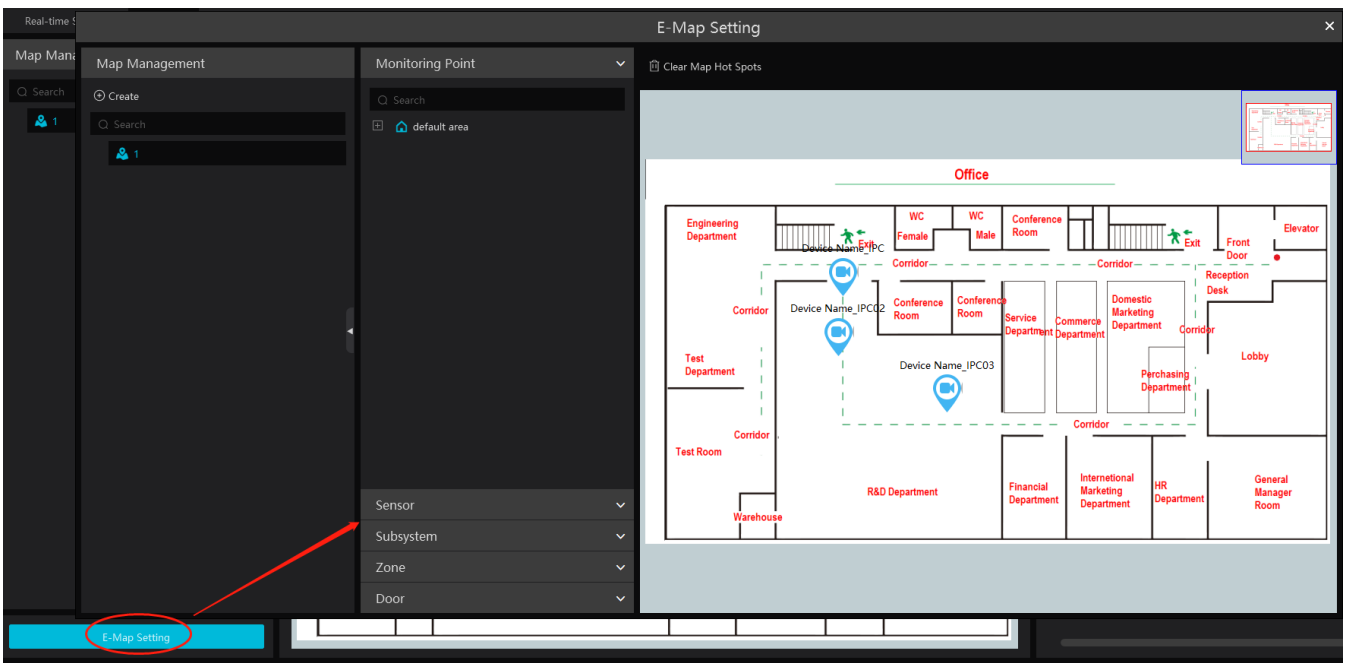 Real-time S
E-Map Setting
Map Mana
Map Management
Monitoring Point
Clear Map Hot Spots
Search
Create
Search
1
Search
default area
1
Office
Engineering
Department
WC
Female
WC
Male
Conference
Room
Exit
Exit
Front
Door
Elevator
Device Name_IPC
Corridor
Corridor
Reception
Desk
Corridor
Device Name_IPC02
Conference
Room
Conference
Room
Service
Department
Commerce
Department
Domestic
Marketing
Department
Corridor
Lobby
Test
Department
Device Name_IPC03
Perchasing
Department
Corridor
Corridor
Test Room
R&D Department
Financial
Department
Internetional
Marketing
Department
HR
Department
General
Manager
Room
Warehouse
Sensor
Subsystem
Zone
Door
E-Map Setting